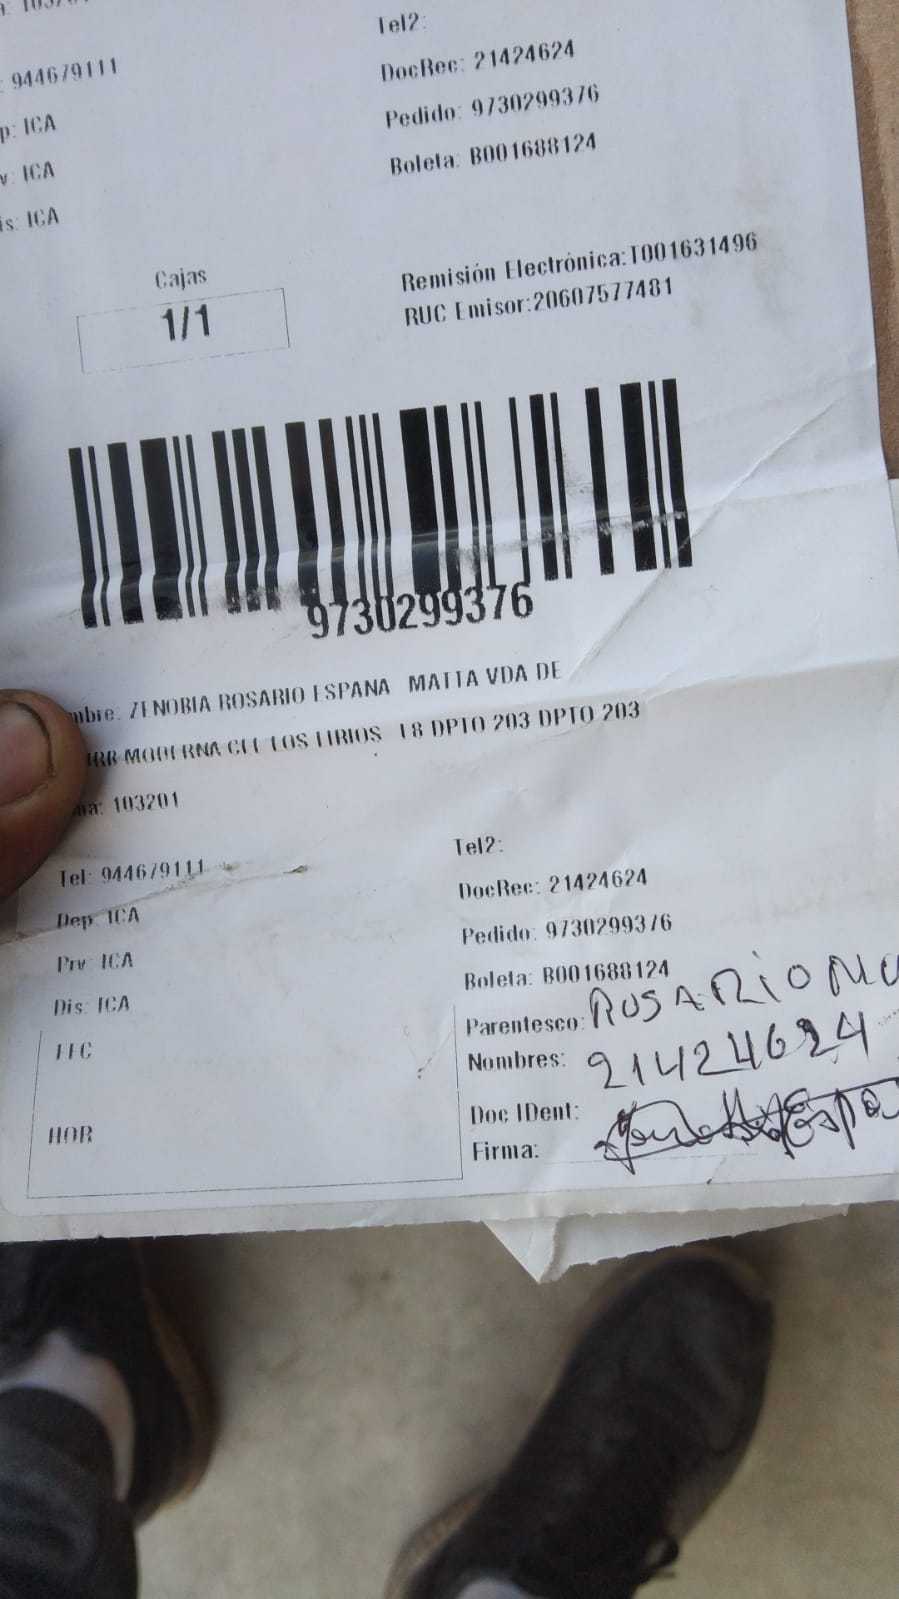 103201
Tel2:
: 944679111
DocRec: 21424624
p: ICA
Pedido: 9730299376
v: ICA
Boleta: B001688124
is: ICA
Cajas
1/1
Remisión Electrónica:T001631496
RUC Emisor:20607577481
9730299376
mbre: ZENOBIA ROSARIO ESPANA MATTA VDA DE
MODERNA LOS LIRIOS DPTO 203 DPTO 203
na: 103201
Tel: 944679111
Tel2:
DocRec: 21424624
Dep: ICA
Pedido: 9730299376
Prv: ICA
Boleta: B001688124
Dis: ICA
Parentesco: ROSARIO
Nombres: 21424624
Doc IDent:
Firma:
HOR